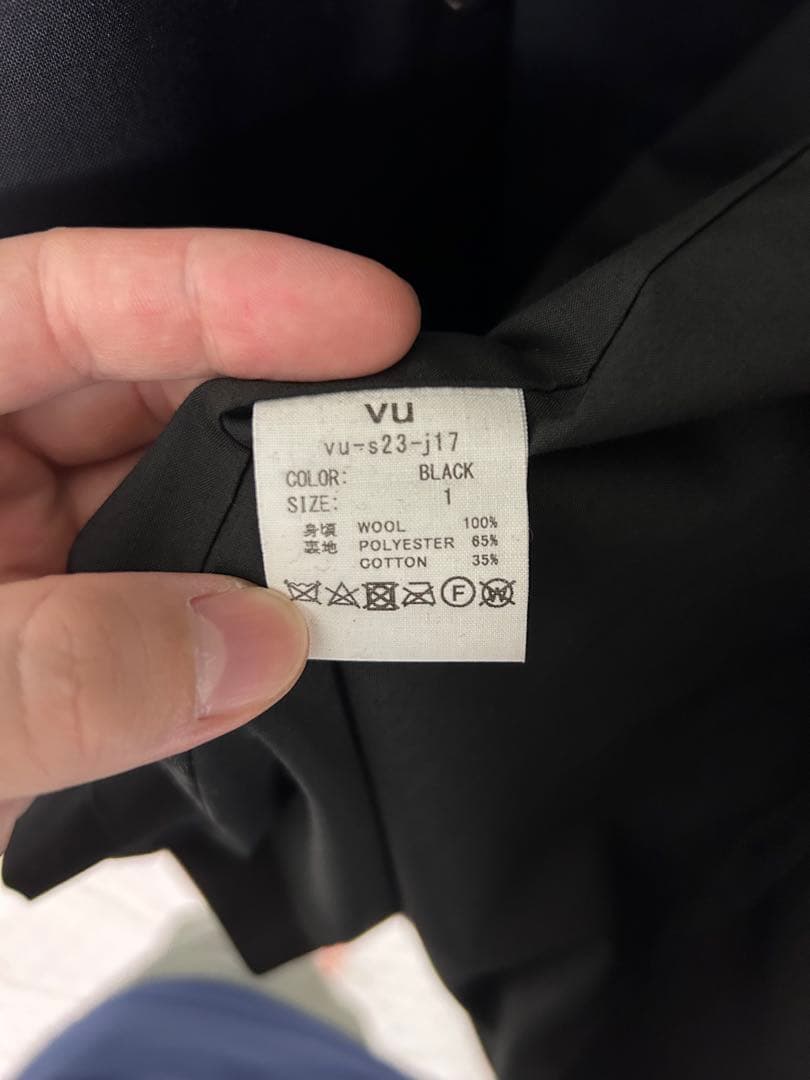 vu
vu-s23-j17
COLOR: BLACK
SIZE: 1
身頃 WOOL 100%
裏地 POLYESTER 65%
COTTON 35%
F W